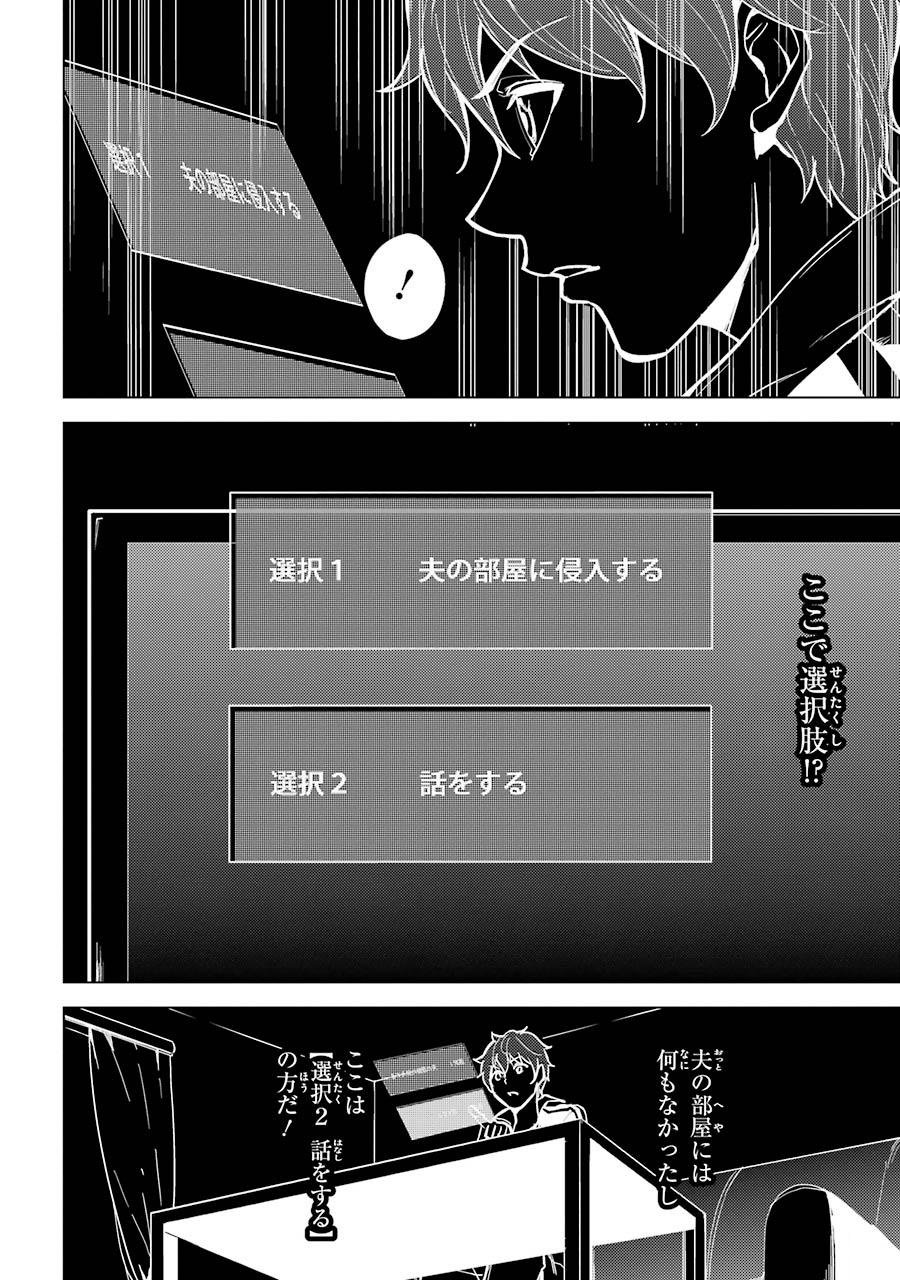 選択1 夫の部屋に侵入する
!
ここで選択肢!?
選択1 夫の部屋に侵入する
選択2 話をする
夫の部屋には
何もなかったし
ここは
【選択2 話をする】
の方だ!